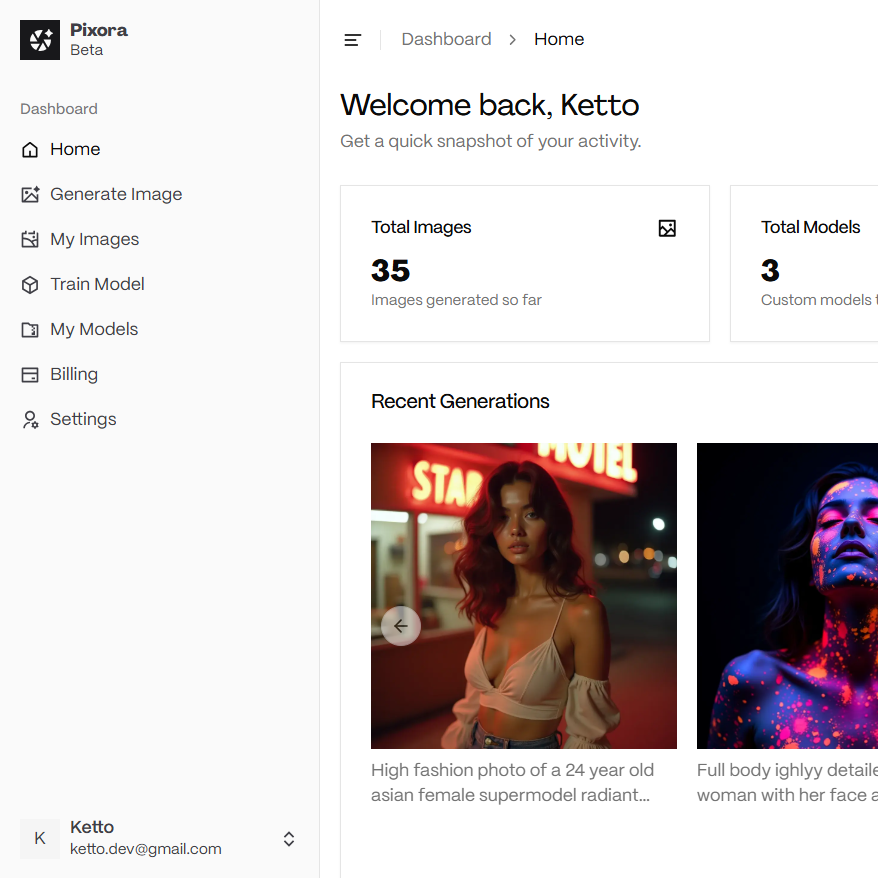 Pixora
Beta
Dashboard
Home
Generate Image
My Images
Train Model
My Models
Billing
Settings
K
Ketto
ketto.dev@gmail.com
Dashboard > Home
Welcome back, Ketto
Get a quick snapshot of your activity.
Total Images
35
Images generated so far
Total Models
3
Custom models
Recent Generations
STAR
MOTEL
High fashion photo of a 24 year old
asian female supermodel radiant...
Full body ighlyy detaile
woman with her face a